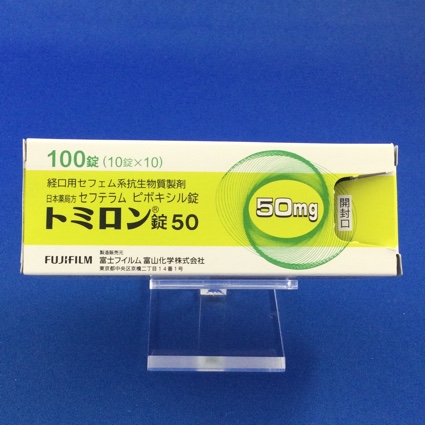 100錠(10錠×10)
経口用セフェム系抗生物質製剤
日本薬局方 セフテラム ピボキシル錠
トミロン®錠50
50mg
開封口
FUJIFILM
製造販売元
富士フイルム 富山化学株式会社
東京都中央区京橋二丁目14番1号